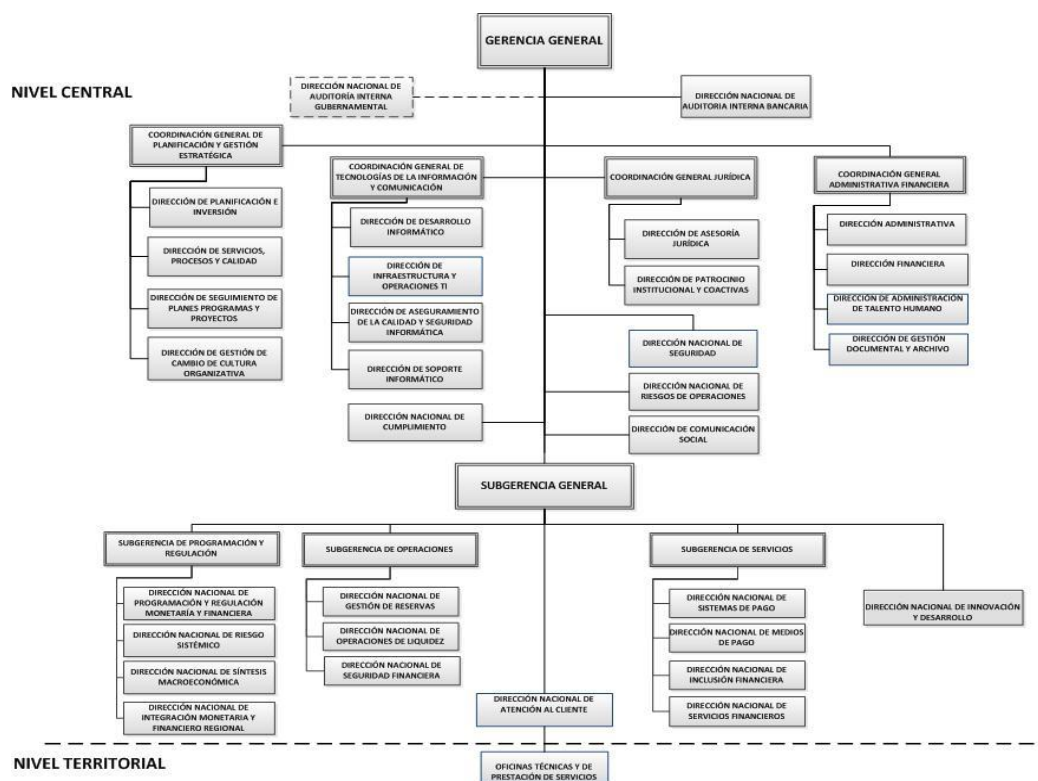 GERENCIA GENERAL
NIVEL CENTRAL
DIRECCIÓN NACIONAL DE
AUDITORÍA INTERNA
GUBERNAMENTAL
DIRECCIÓN NACIONAL DE
AUDITORIA INTERNA BANCARIA
COORDINACIÓN GENERAL DE
PLANIFICACIÓN Y GESTIÓN
ESTRATÉGICA
DIRECCIÓN DE PLANIFICACIÓN E
INVERSIÓN
DIRECCIÓN DE SERVICIOS,
PROCESOS Y CALIDAD
DIRECCIÓN DE SEGUIMIENTO DE
PLANES PROGRAMAS Y
PROYECTOS
DIRECCIÓN DE GESTIÓN DE
CAMBIO DE CULTURA
ORGANIZATIVA
COORDINACIÓN GENERAL DE
TECNOLOGÍAS DE LA INFORMACIÓN
Y COMUNICACIÓN
DIRECCIÓN DE DESARROLLO
INFORMÁTICO
DIRECCIÓN DE
INFRAESTRUCTURA Y
OPERACIONES TI
DIRECCIÓN DE ASEGURAMIENTO
DE LA CALIDAD Y SEGURIDAD
INFORMÁTICA
DIRECCIÓN DE SOPORTE
INFORMÁTICO
COORDINACIÓN GENERAL JURÍDICA
DIRECCIÓN DE ASESORÍA
JURÍDICA
DIRECCIÓN DE PATROCINIO
INSTITUCIONAL Y COACTIVAS
COORDINACIÓN GENERAL
ADMINISTRATIVA FINANCIERA
DIRECCIÓN ADMINISTRATIVA
DIRECCIÓN FINANCIERA
DIRECCIÓN DE ADMINISTRACIÓN
DE TALENTO HUMANO
DIRECCIÓN DE GESTIÓN
DOCUMENTAL Y ARCHIVO
DIRECCIÓN NACIONAL DE
SEGURIDAD
DIRECCIÓN NACIONAL DE
RIESGOS DE OPERACIONES
DIRECCIÓN NACIONAL DE
CUMPLIMIENTO
DIRECCIÓN DE COMUNICACIÓN
SOCIAL
SUBGERENCIA GENERAL
SUBGERENCIA DE PROGRAMACIÓN Y
REGULACIÓN
DIRECCIÓN NACIONAL DE
PROGRAMACIÓN Y REGULACIÓN
MONETARÍA Y FINANCIERA
DIRECCIÓN NACIONAL DE RIESGO
SISTÉMICO
DIRECCIÓN NACIONAL DE SÍNTESIS
MACROECONÓMICA
DIRECCIÓN NACIONAL DE
INTEGRACIÓN MONETARIA Y
FINANCIERO REGIONAL
SUBGERENCIA DE OPERACIONES
DIRECCIÓN NACIONAL DE
GESTIÓN DE RESERVAS
DIRECCIÓN NACIONAL DE
OPERACIONES DE LIQUIDEZ
DIRECCIÓN NACIONAL DE
SEGURIDAD FINANCIERA
SUBGERENCIA DE SERVICIOS
DIRECCIÓN NACIONAL DE
SISTEMAS DE PAGO
DIRECCIÓN NACIONAL DE MEDIOS
DE PAGO
DIRECCIÓN NACIONAL DE
INCLUSIÓN FINANCIERA
DIRECCIÓN NACIONAL DE
SERVICIOS FINANCIEROS
DIRECCIÓN NACIONAL DE INNOVACIÓN
Y DESARROLLO
DIRECCIÓN NACIONAL DE
ATENCIÓN AL CLIENTE
NIVEL TERRITORIAL
OFICINAS TÉCNICAS Y DE
PRESTACIÓN DE SERVICIOS